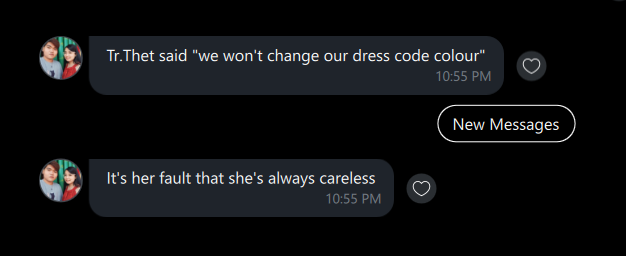 Tr.Thet said "we won't change our dress code colour"
10:55 PM
New Messages
It's her fault that she's always careless
10:55 PM